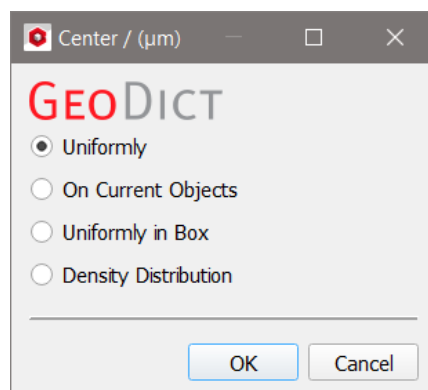 Center / (µm)
GEODICT
Uniformly
On Current Objects
Uniformly in Box
Density Distribution
OK
Cancel